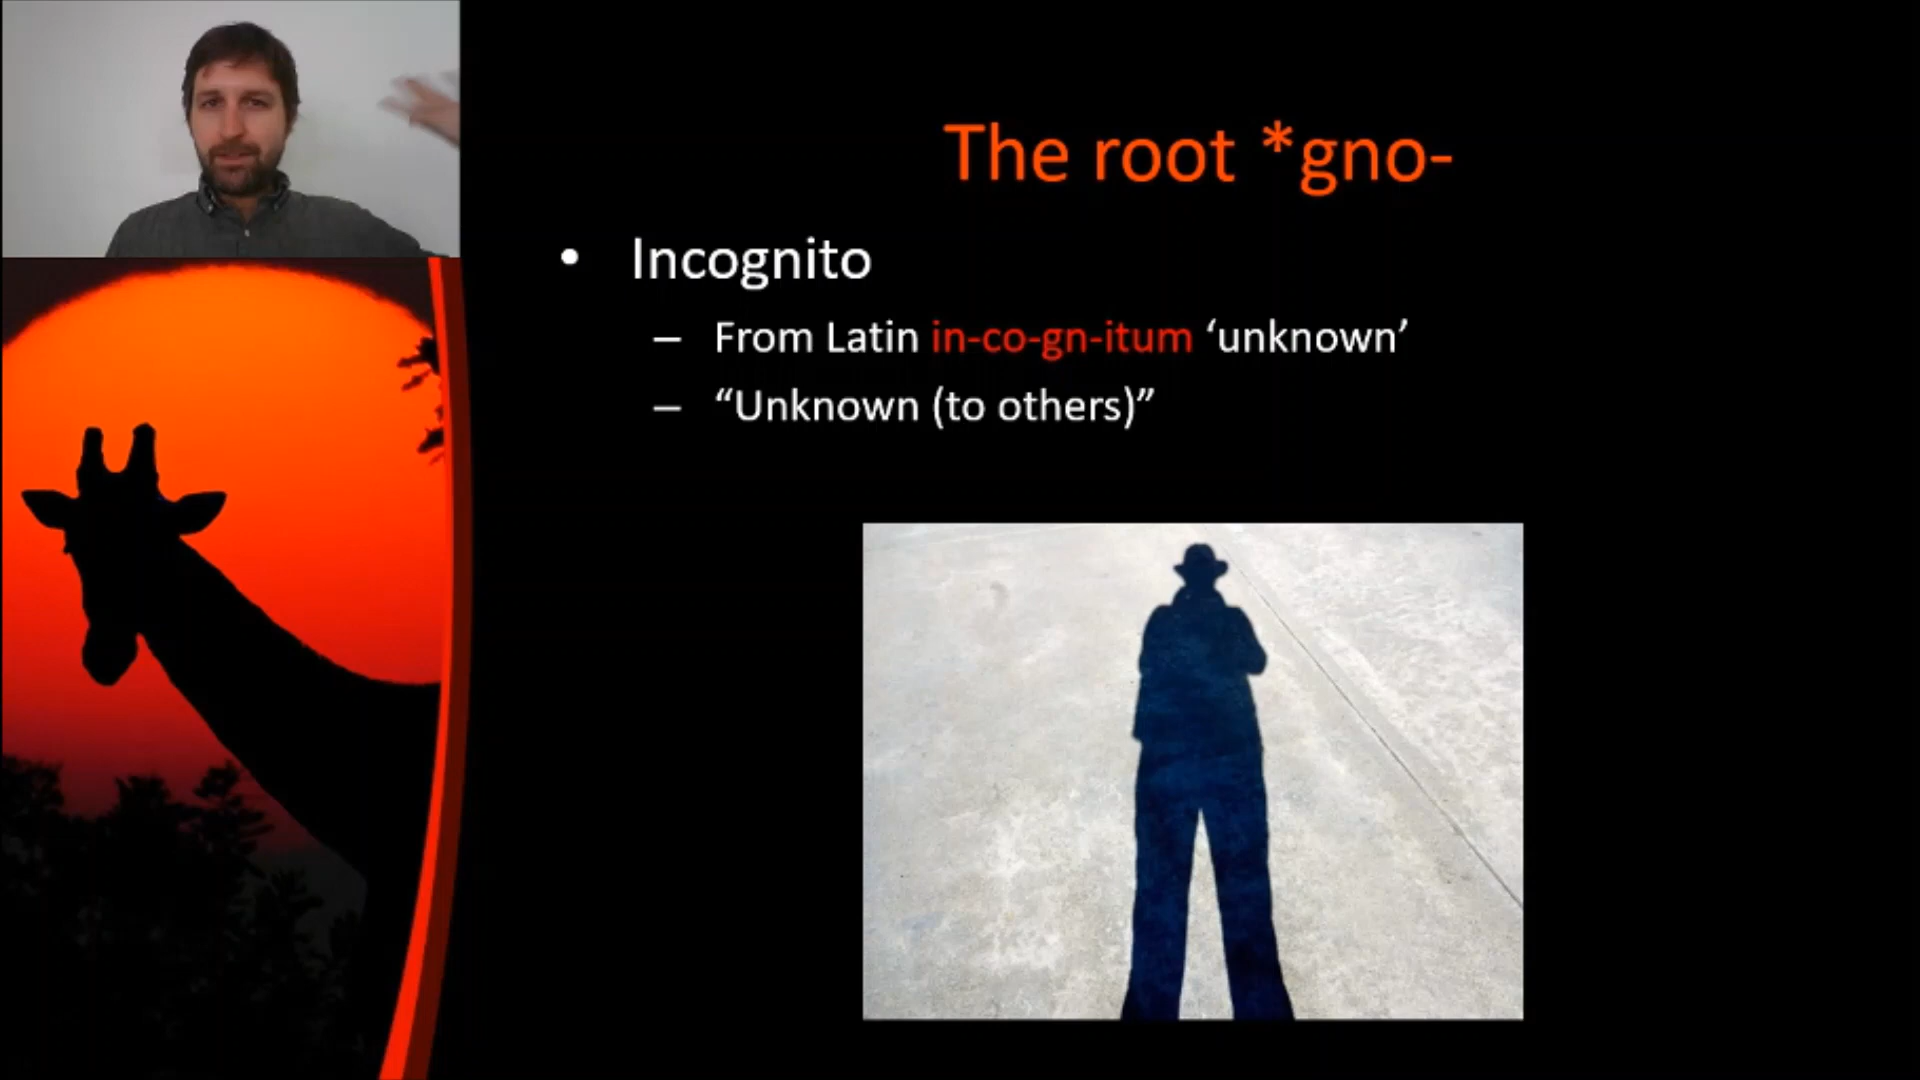 The root *gno-
• Incognito
– From Latin in-co-gn-itum ‘unknown’
– “Unknown (to others)”